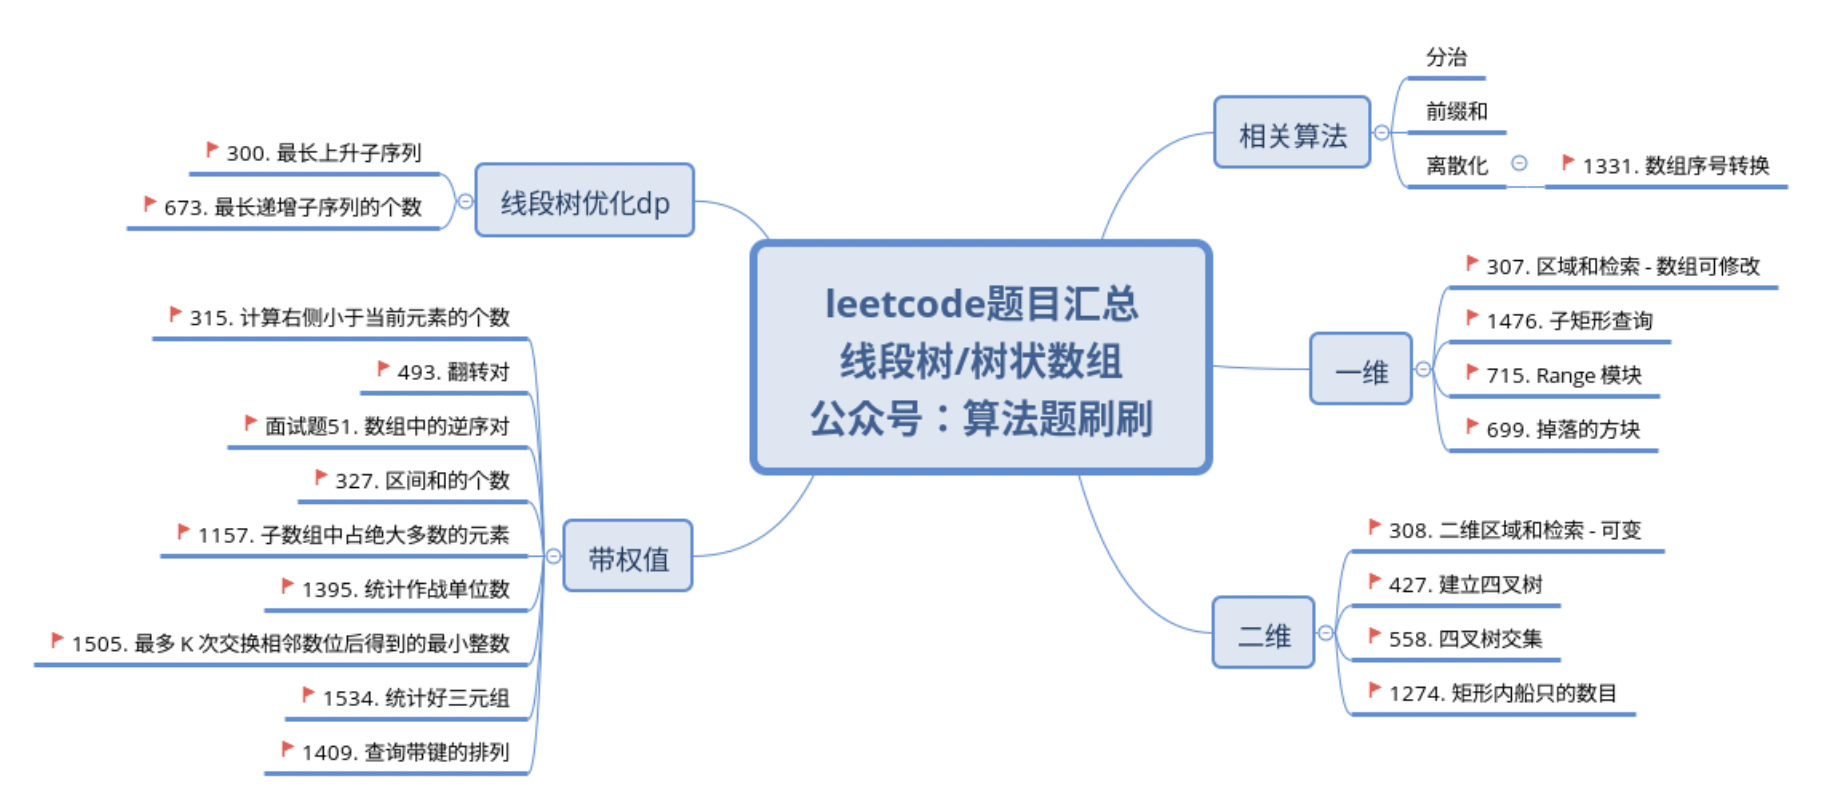 leetcode题目汇总
线段树/树状数组
公众号：算法题刷刷
相关算法
分治
前缀和
离散化
1331. 数组序号转换
一维
307. 区域和检索 - 数组可修改
1476. 子矩形查询
715. Range 模块
699. 掉落的方块
二维
308. 二维区域和检索 - 可变
427. 建立四叉树
558. 四叉树交集
1274. 矩形内船只的数目
线段树优化dp
300. 最长上升子序列
673. 最长递增子序列的个数
带权值
315. 计算右侧小于当前元素的个数
493. 翻转对
面试题51. 数组中的逆序对
327. 区间和的个数
1157. 子数组中占绝大多数的元素
1395. 统计作战单位数
1505. 最多 K 次交换相邻数位后得到的最小整数
1534. 统计好三元组
1409. 查询带键的排列